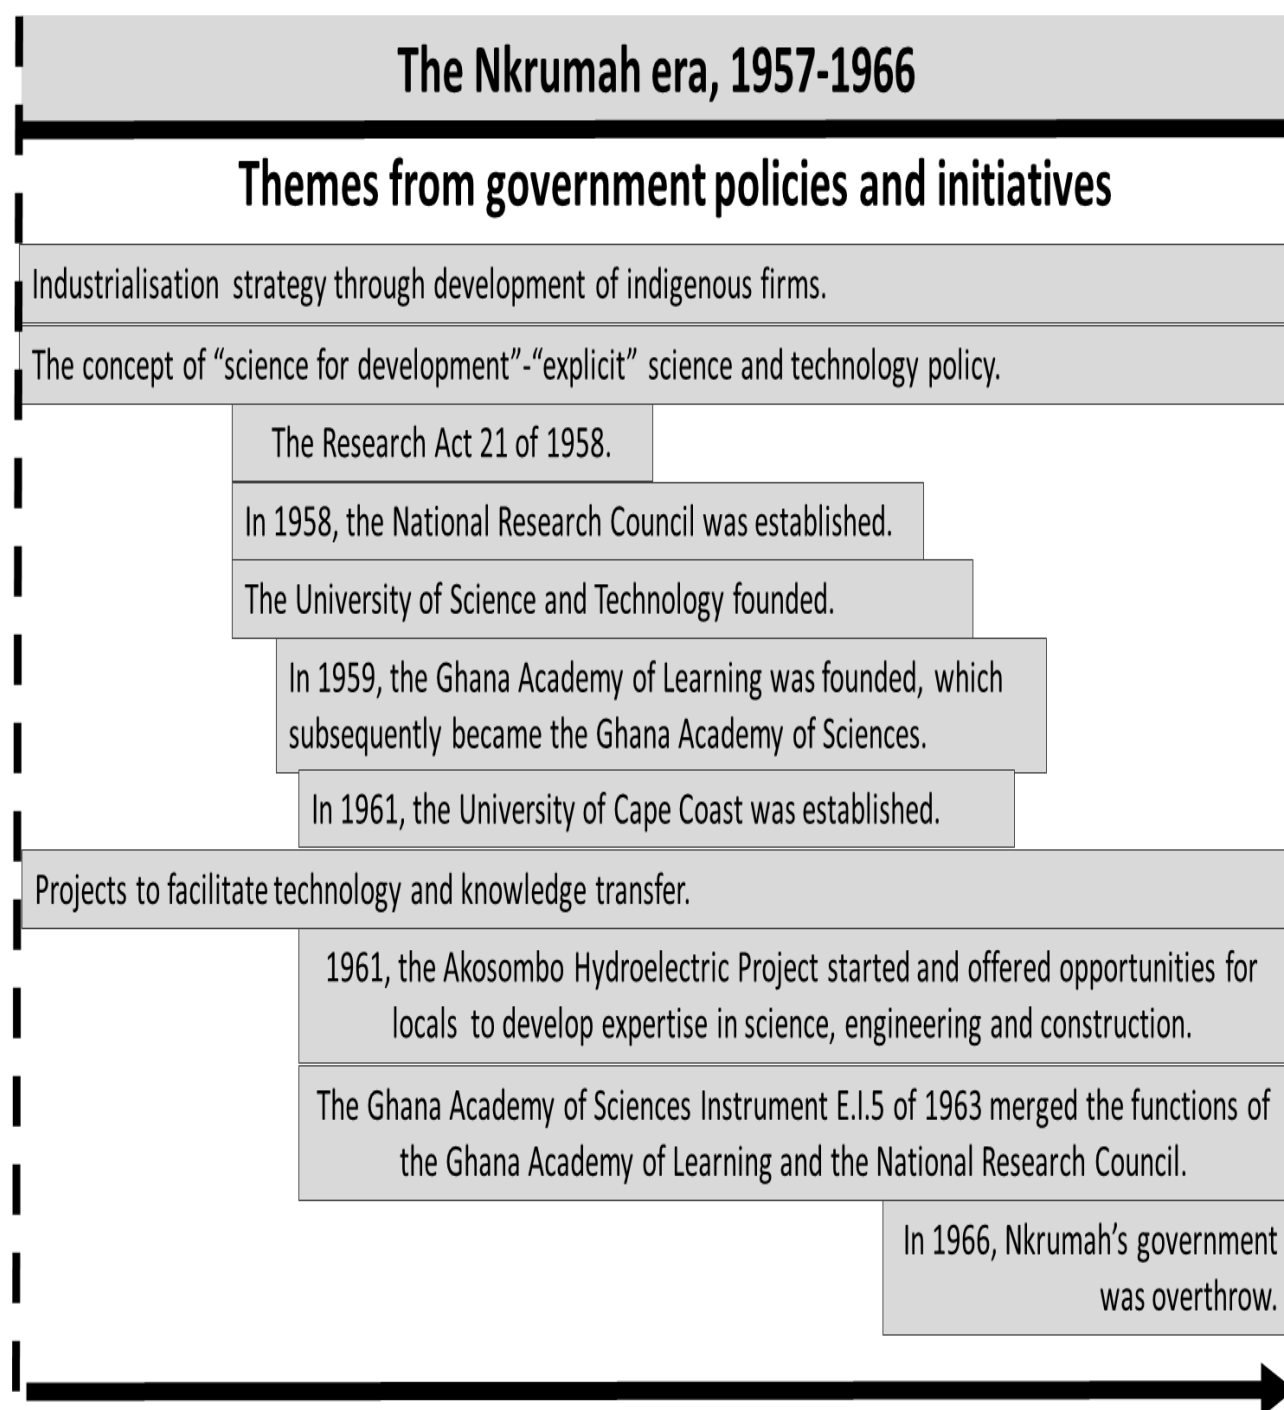 The Nkrumah era, 1957-1966
Themes from government policies and initiatives
Industrialisation strategy through development of indigenous firms.
The concept of “science for development”-“explicit” science and technology policy.
The Research Act 21 of 1958.
In 1958, the National Research Council was established.
The University of Science and Technology founded.
In 1959, the Ghana Academy of Learning was founded, which
subsequently became the Ghana Academy of Sciences.
In 1961, the University of Cape Coast was established.
Projects to facilitate technology and knowledge transfer.
1961, the Akosombo Hydroelectric Project started and offered opportunities for
locals to develop expertise in science, engineering and construction.
The Ghana Academy of Sciences Instrument E.I.5 of 1963 merged the functions of
the Ghana Academy of Learning and the National Research Council.
In 1966, Nkrumah’s government
was overthrow.